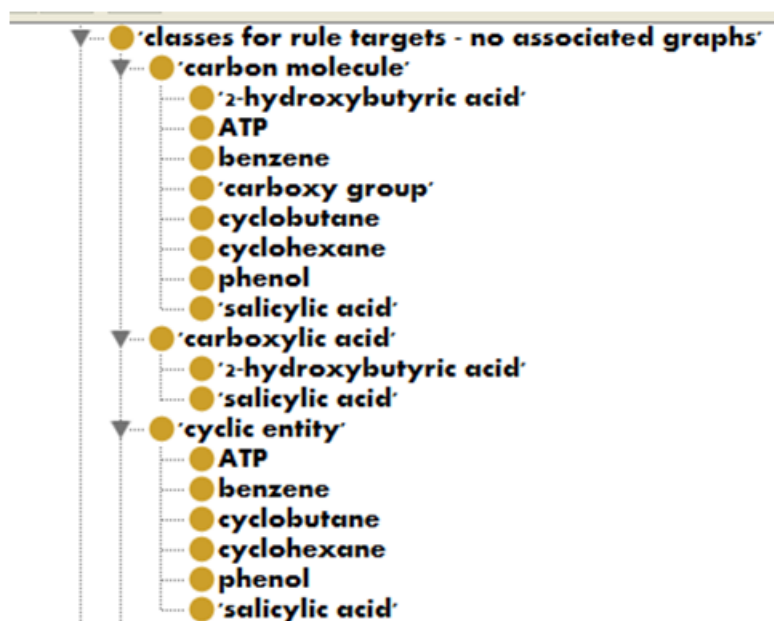 'classes for rule targets - no associated graphs'
'carbon molecule'
'2-hydroxybutyric acid'
ATP
benzene
'carboxy group'
cyclobutane
cyclohexane
phenol
'salicylic acid'
'carboxylic acid'
'2-hydroxybutyric acid'
'salicylic acid'
'cyclic entity'
ATP
benzene
cyclobutane
cyclohexane
phenol
'salicylic acid'